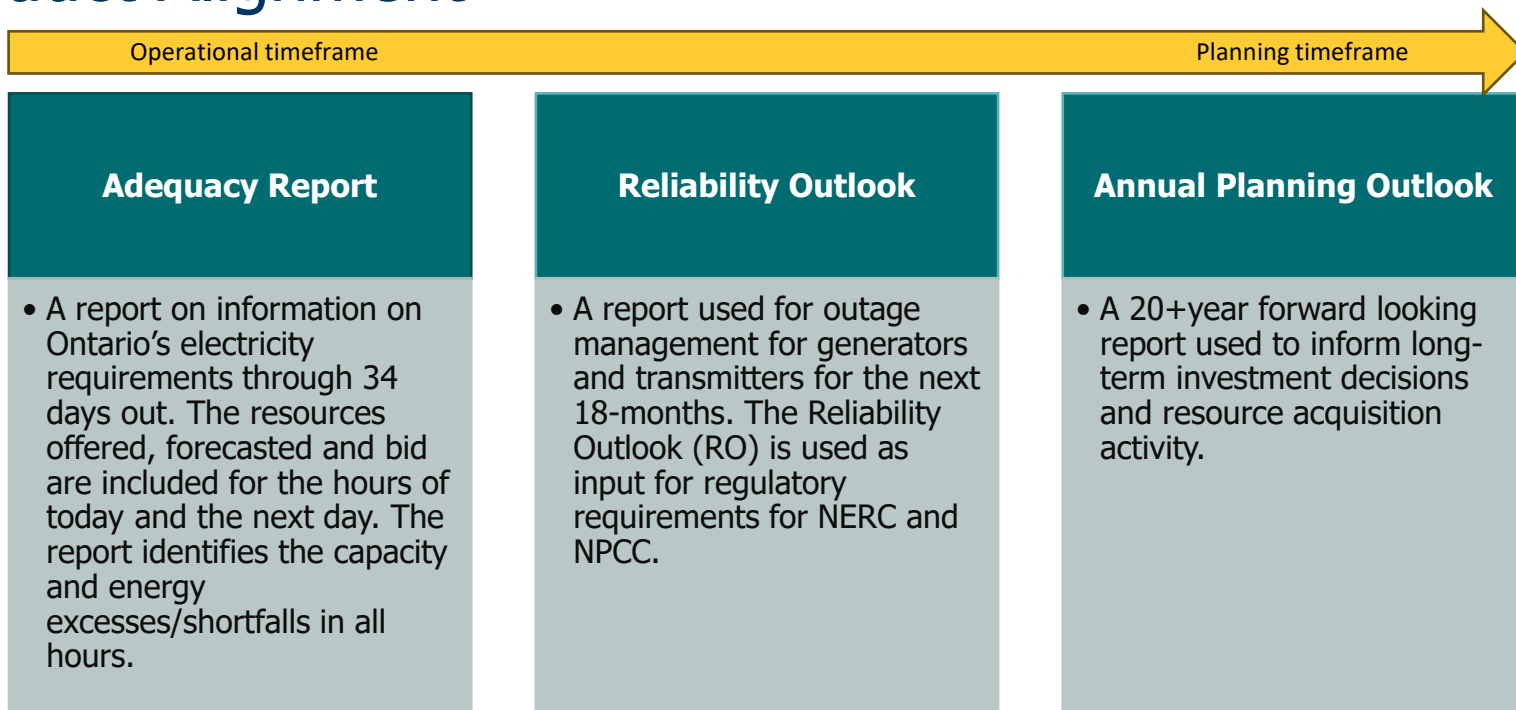 Alignment
Operational timeframe
Planning timeframe
Adequacy Report
• A report on information on
Ontario’s electricity
requirements through 34
days out. The resources
offered, forecasted and bid
are included for the hours of
today and the next day. The
report identifies the capacity
and energy
excesses/shortfalls in all
hours.
Reliability Outlook
• A report used for outage
management for generators
and transmitters for the next
18-months. The Reliability
Outlook (RO) is used as
input for regulatory
requirements for NERC and
NPCC.
Annual Planning Outlook
• A 20+year forward looking
report used to inform long-
term investment decisions
and resource acquisition
activity.